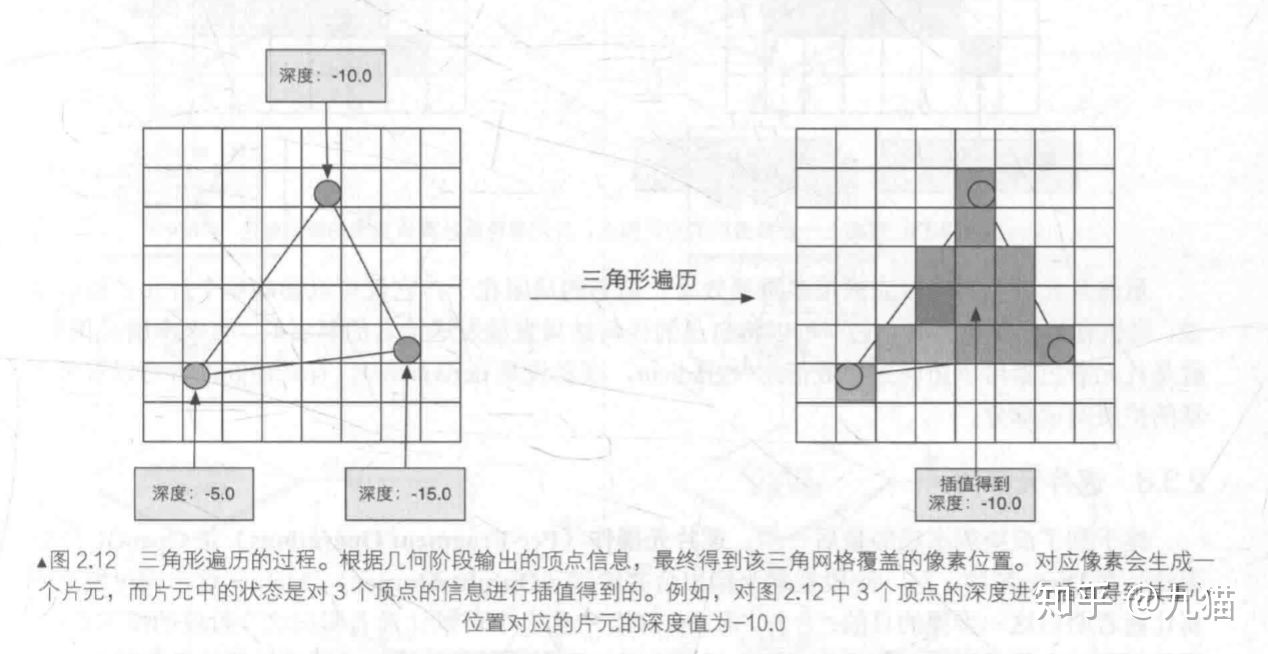 深度：-10.0
三角形遍历
深度：-5.0
深度：-15.0
插值得到
深度：-10.0
▲图 2.12 三角形遍历的过程。根据几何阶段输出的顶点信息，最终得到该三角网格覆盖的像素位置。对应像素会生成一
个片元，而片元中的状态是对 3 个顶点的信息进行插值得到的。例如，对图 2.12 中 3 个顶点的深度进行插值得到其重心
位置对应的片元的深度值为-10.0
知乎 @九猫